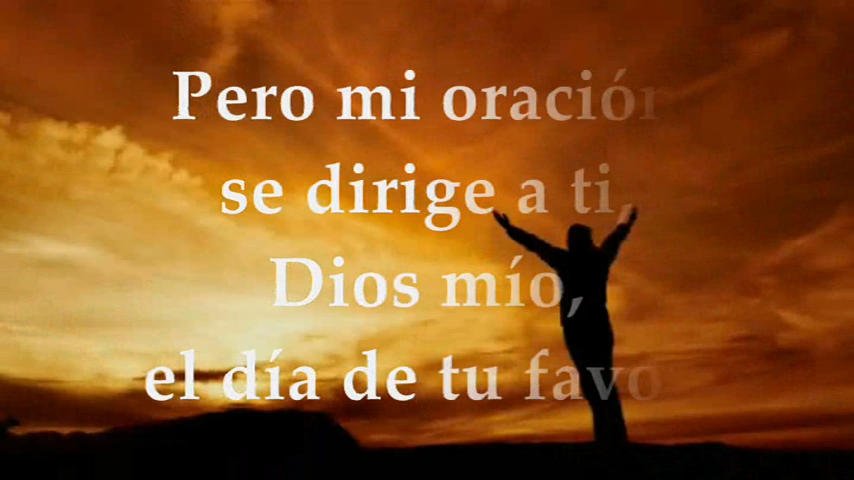 Pero mi oración
se dirige a ti,
Dios mío,
el día de tu favo